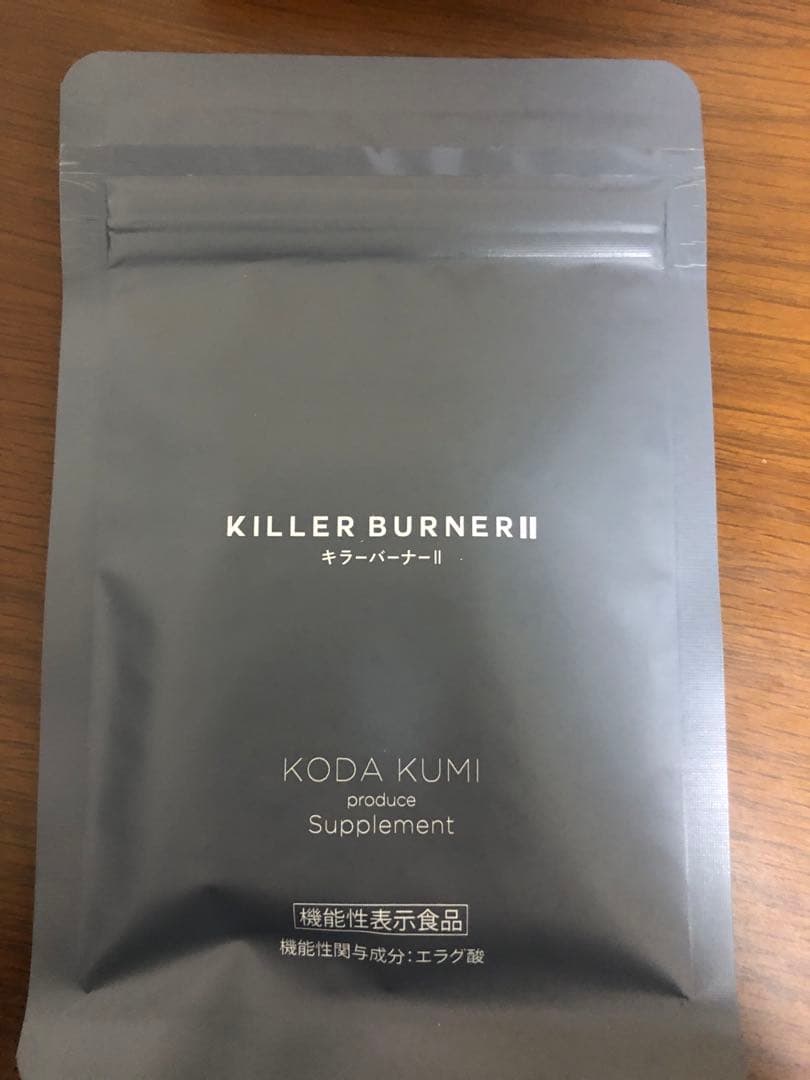 KILLER BURNERⅡ
キラーバーナーⅡ
KODA KUMI
produce
Supplement
機能性表示食品
機能性関与成分：エラグ酸